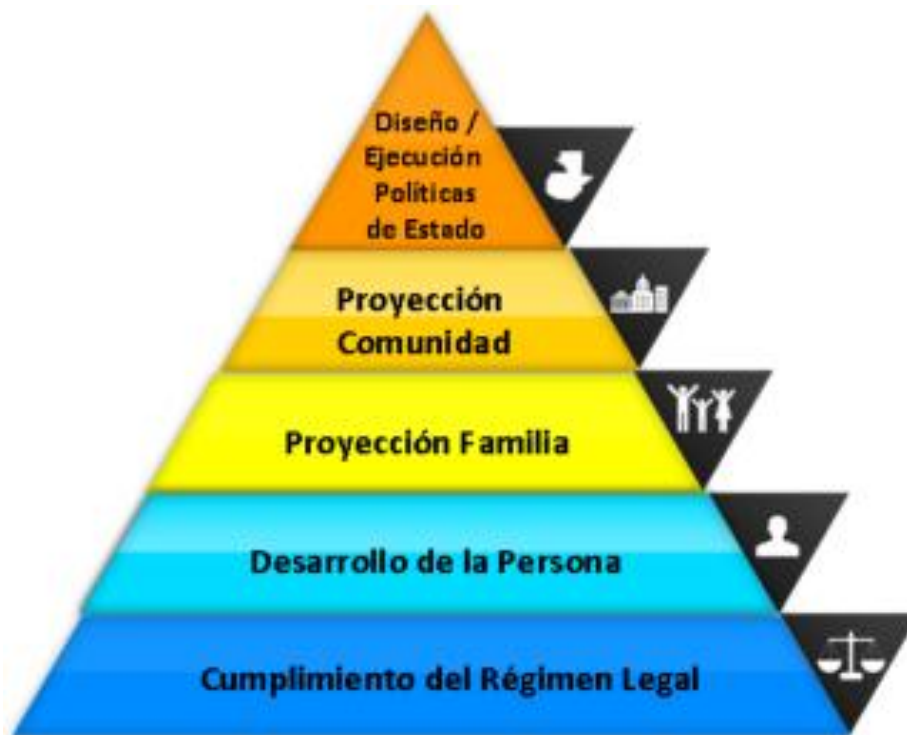 Diseño /
Ejecución
Políticas
de Estado
Proyección
Comunidad
Proyección Familia
Desarrollo de la Persona
Cumplimiento del Régimen Legal